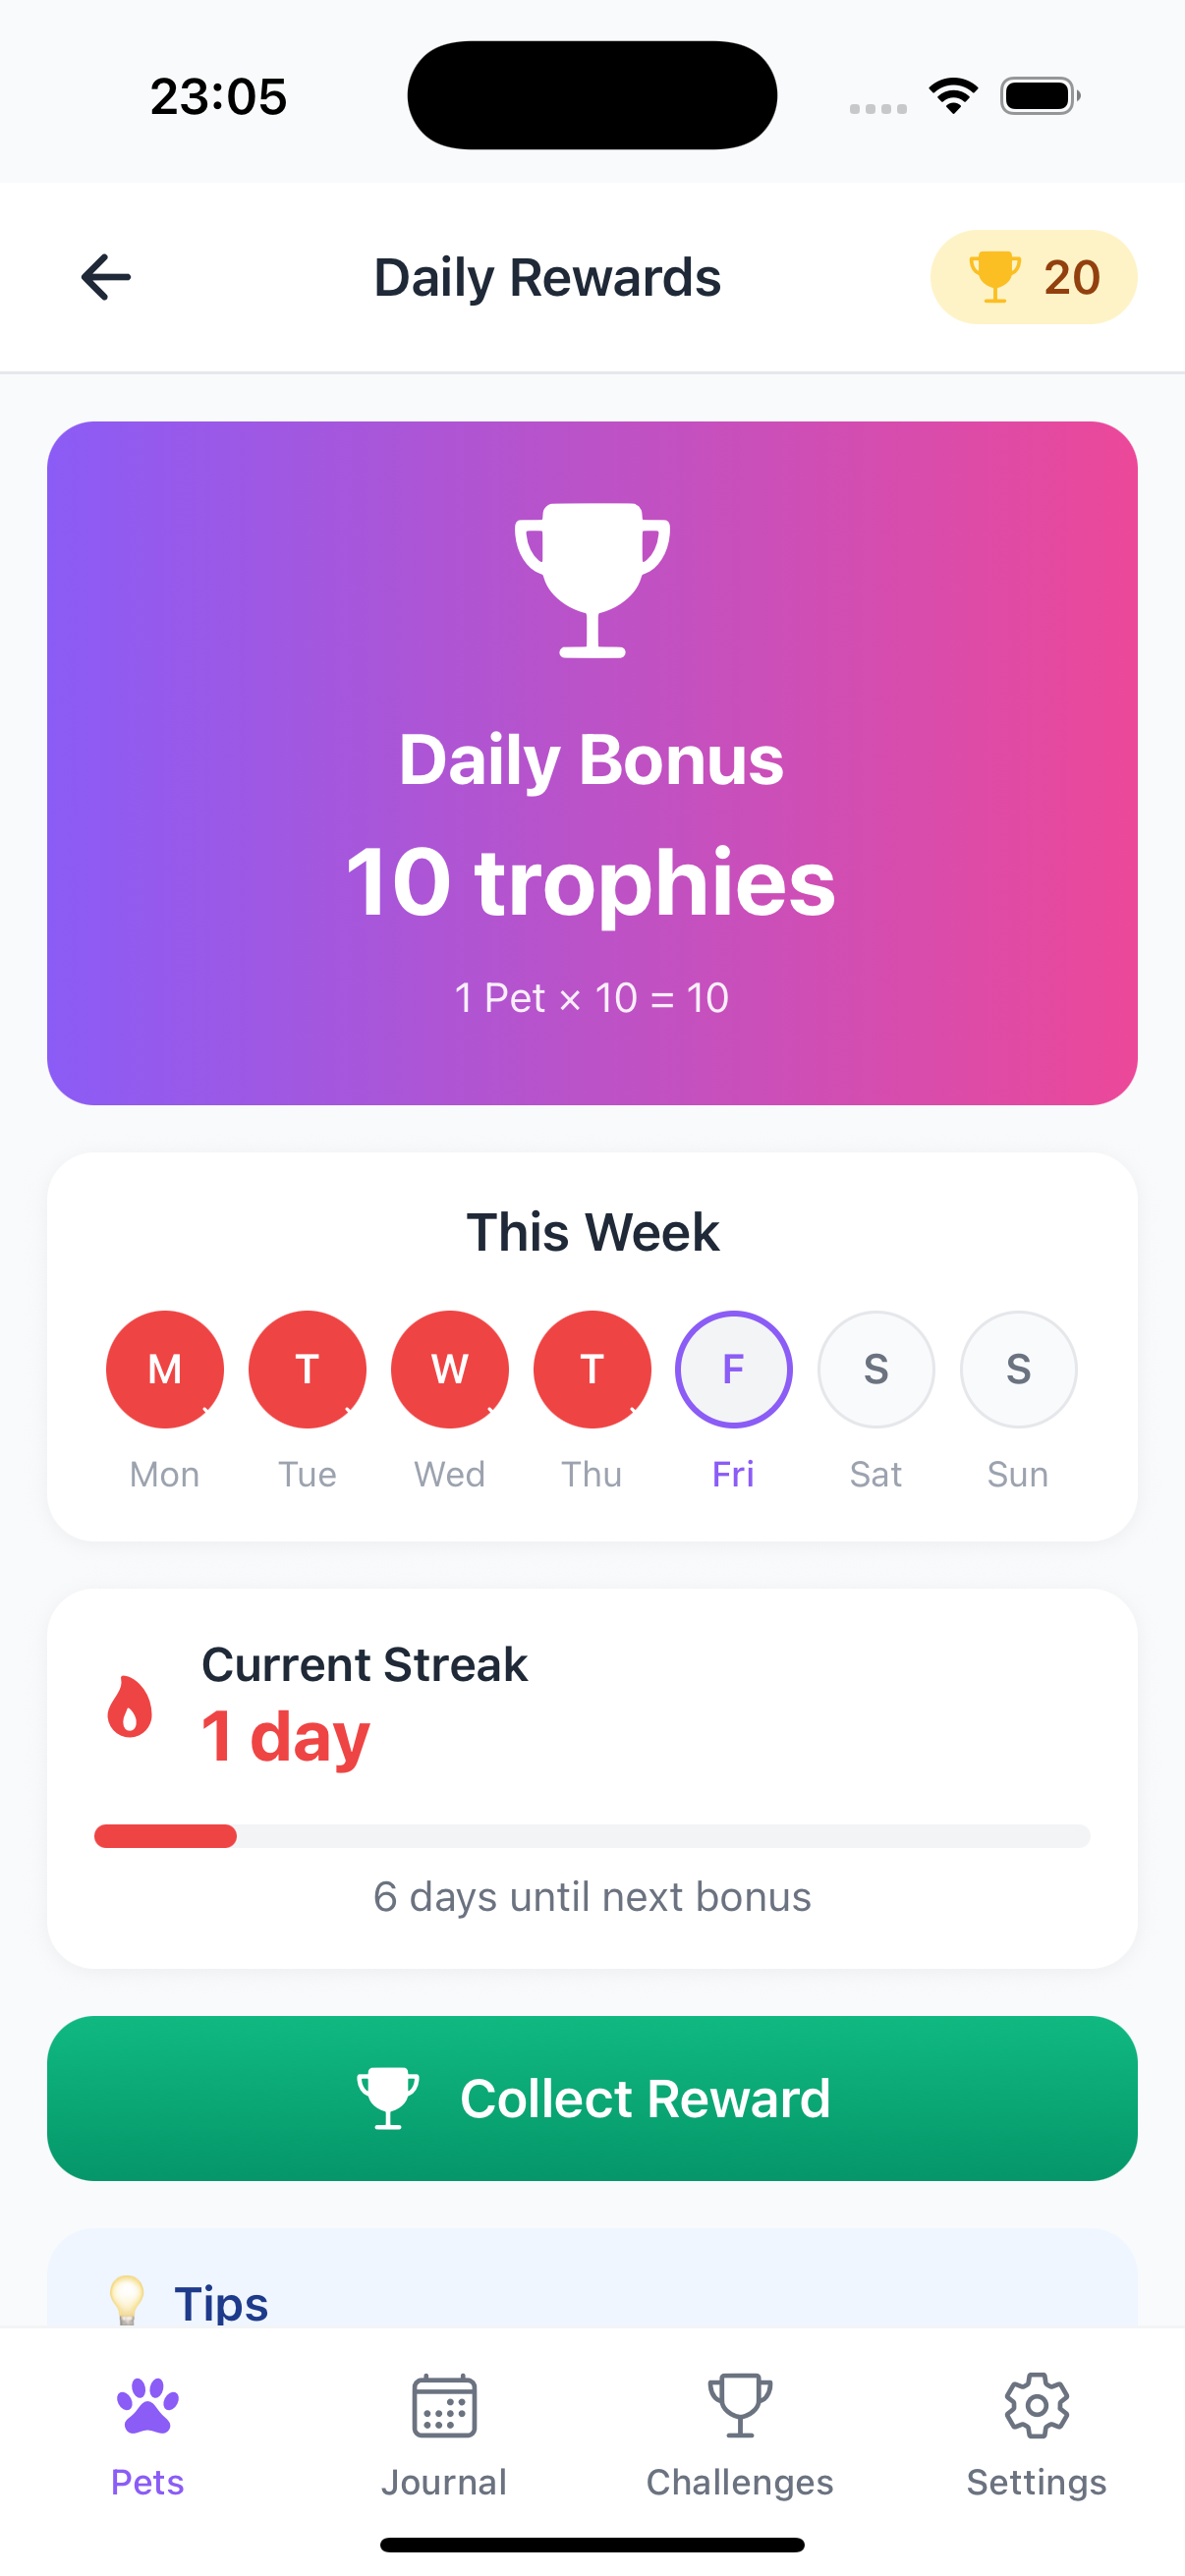 23:05
Daily Rewards
20
Daily Bonus
10 trophies
1 Pet × 10 = 10
This Week
M T W T F S S
Mon Tue Wed Thu Fri Sat Sun
Current Streak
1 day
6 days until next bonus
Collect Reward
Tips
Pets Journal Challenges Settings